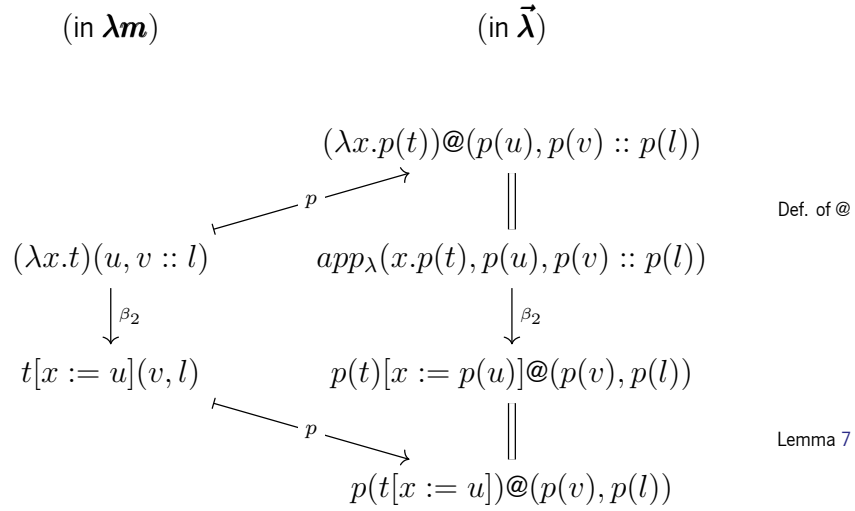 (in λm) (in λ⃗)
(λx.p(t))@(p(u), p(v) :: p(l))
p Def. of @
(λx.t)(u, v :: l) app_λ(x.p(t), p(u), p(v) :: p(l))
β₂ β₂
t[x := u](v, l) p(t)[x := p(u)]@(p(v), p(l))
p Lemma 7
p(t[x := u])@(p(v), p(l))